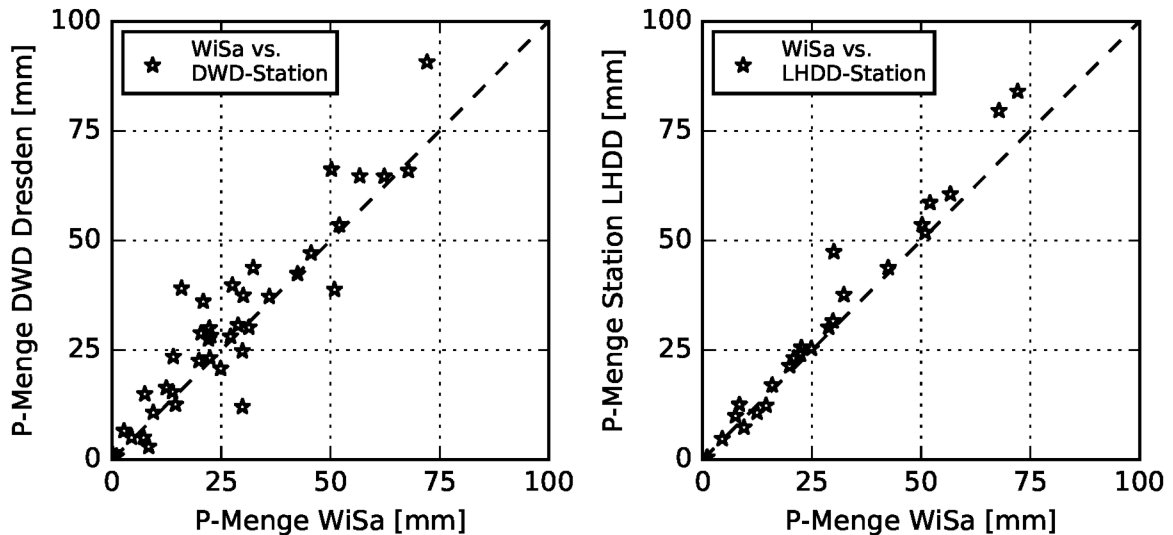 WiSa vs.
DWD-Station
100
75
50
25
0
P-Menge DWD Dresden [mm]
0 25 50 75 100
P-Menge WiSa [mm]
WiSa vs.
LHDD-Station
100
75
50
25
0
P-Menge Station LHDD [mm]
0 25 50 75 100
P-Menge WiSa [mm]